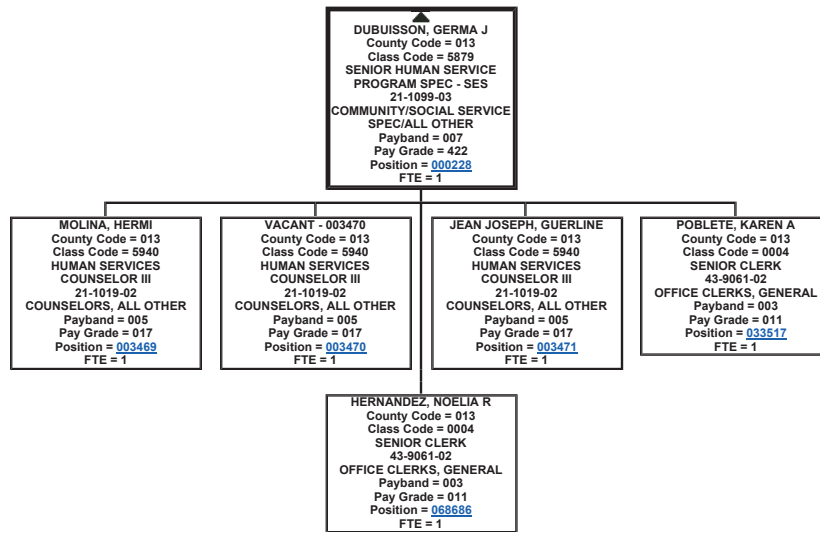 DUBUISSON, GERMA J
County Code = 013
Class Code = 5879
SENIOR HUMAN SERVICE
PROGRAM SPEC - SES
21-1099-03
COMMUNITY/SOCIAL SERVICE
SPEC/ALL OTHER
Payband = 007
Pay Grade = 422
Position = 000228
FTE = 1
MOLINA, HERMI
County Code = 013
Class Code = 5940
HUMAN SERVICES
COUNSELOR III
21-1019-02
COUNSELORS, ALL OTHER
Payband = 005
Pay Grade = 017
Position = 003469
FTE = 1
VACANT - 003470
County Code = 013
Class Code = 5940
HUMAN SERVICES
COUNSELOR III
21-1019-02
COUNSELORS, ALL OTHER
Payband = 005
Pay Grade = 017
Position = 003470
FTE = 1
JEAN JOSEPH, GUERLINE
County Code = 013
Class Code = 5940
HUMAN SERVICES
COUNSELOR III
21-1019-02
COUNSELORS, ALL OTHER
Payband = 005
Pay Grade = 017
Position = 003471
FTE = 1
POBLETE, KAREN A
County Code = 013
Class Code = 0004
SENIOR CLERK
43-9061-02
OFFICE CLERKS, GENERAL
Payband = 003
Pay Grade = 011
Position = 033517
FTE = 1
HERNANDEZ, NOELIA R
County Code = 013
Class Code = 0004
SENIOR CLERK
43-9061-02
OFFICE CLERKS, GENERAL
Payband = 003
Pay Grade = 011
Position = 068686
FTE = 1